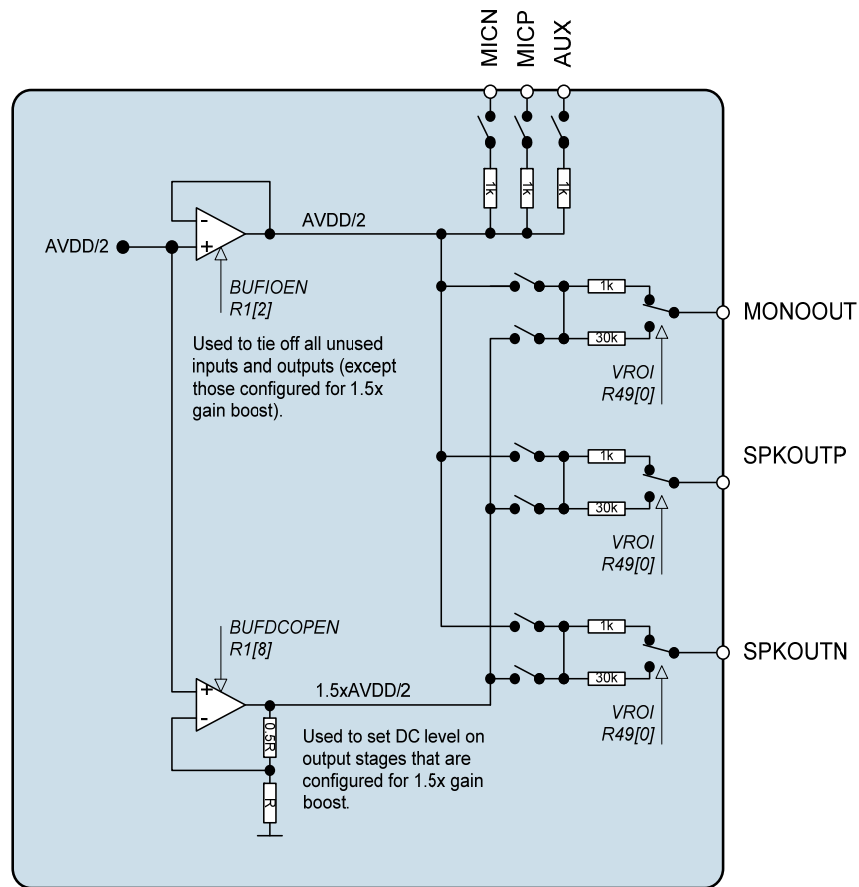 MICN
MICP
AUX
1k
1k
1k
-
+
AVDD/2
AVDD/2
BUFIOEN
R1[2]
Used to tie off all unused
inputs and outputs (except
those configured for 1.5x
gain boost).
1k
30k
MONOOUT
VROI
R49[0]
1k
30k
SPKOUTP
VROI
R49[0]
1k
30k
SPKOUTN
VROI
R49[0]
BUFDCOPEN
R1[8]
+
-
1.5xAVDD/2
0.5R
R
Used to set DC level on
output stages that are
configured for 1.5x gain
boost.